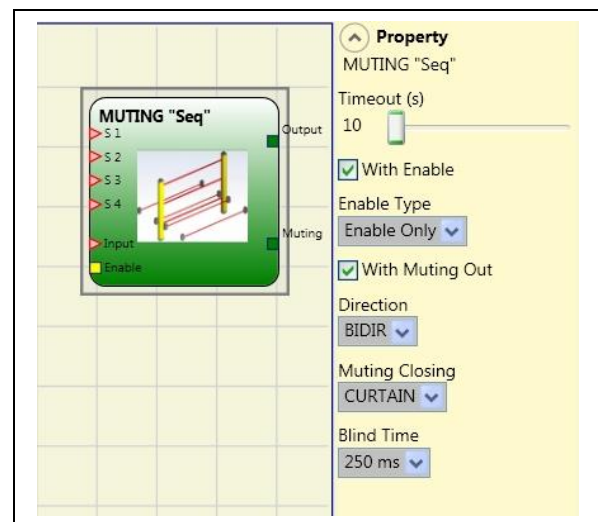 MUTING "Seq"
S 1
S 2
S 3
S 4
Input
Enable
Output
Muting
Property
MUTING "Seq"
Timeout (s)
10
With Enable
Enable Type
Enable Only
With Muting Out
Direction
BIDIR
Muting Closing
CURTAIN
Blind Time
250 ms